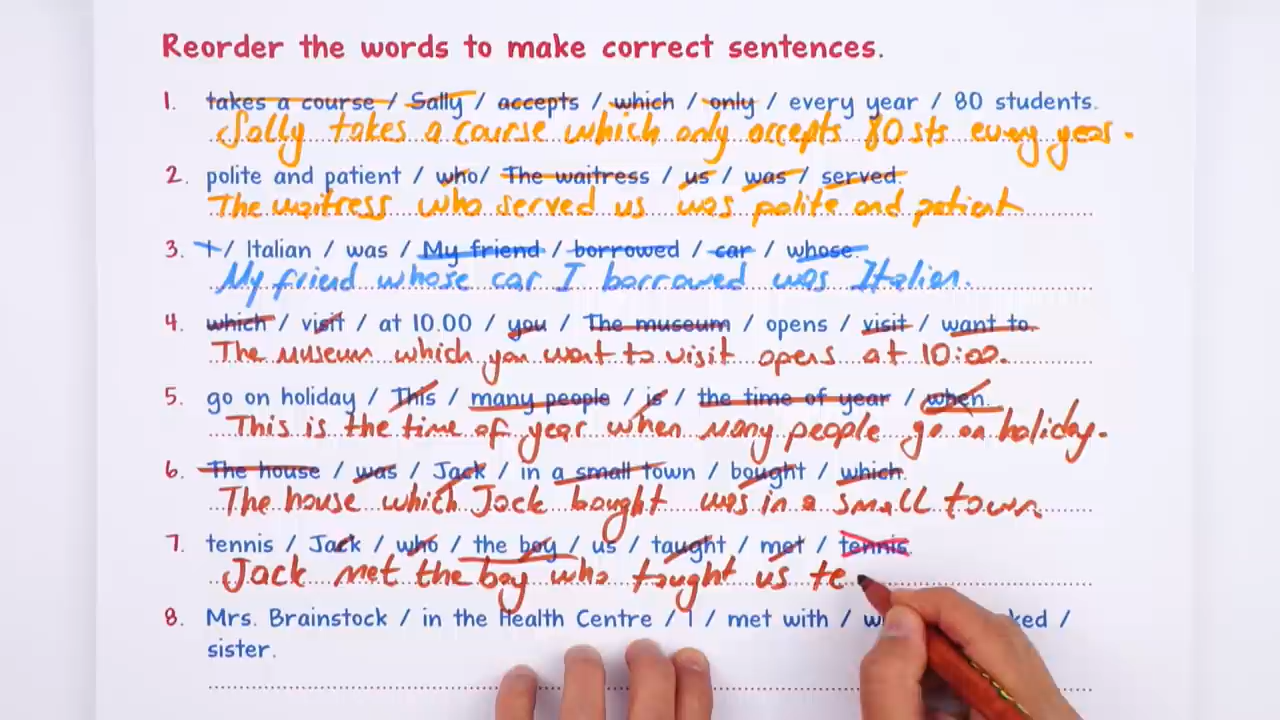 Reorder the words to make correct sentences.
1. takes a course / Sally / accepts / which / only / every year / 80 students.
Sally takes a course which only accepts 80 sts every year.
2. polite and patient / who/ The waitress / us / was / served.
The waitress who served us was polite and patient
3. I / Italian / was / My friend / borrowed / car / whose.
My friend whose car I borrowed was Italian.
4. which / visit / at 10.00 / you / The museum / opens / visit / want to.
The museum which you want to visit opens at 10:00.
5. go on holiday / This / many people / is / the time of year / when.
This is the time of year when many people go on holiday.
6. The house / was / Jack / in a small town / bought / which.
The house which Jack bought was in a small town
7. tennis / Jack / who / the boy / us / taught / met / tennis.
Jack met the boy who taught us te
8. Mrs. Brainstock / in the Health Centre / I / met with / ked /
sister.